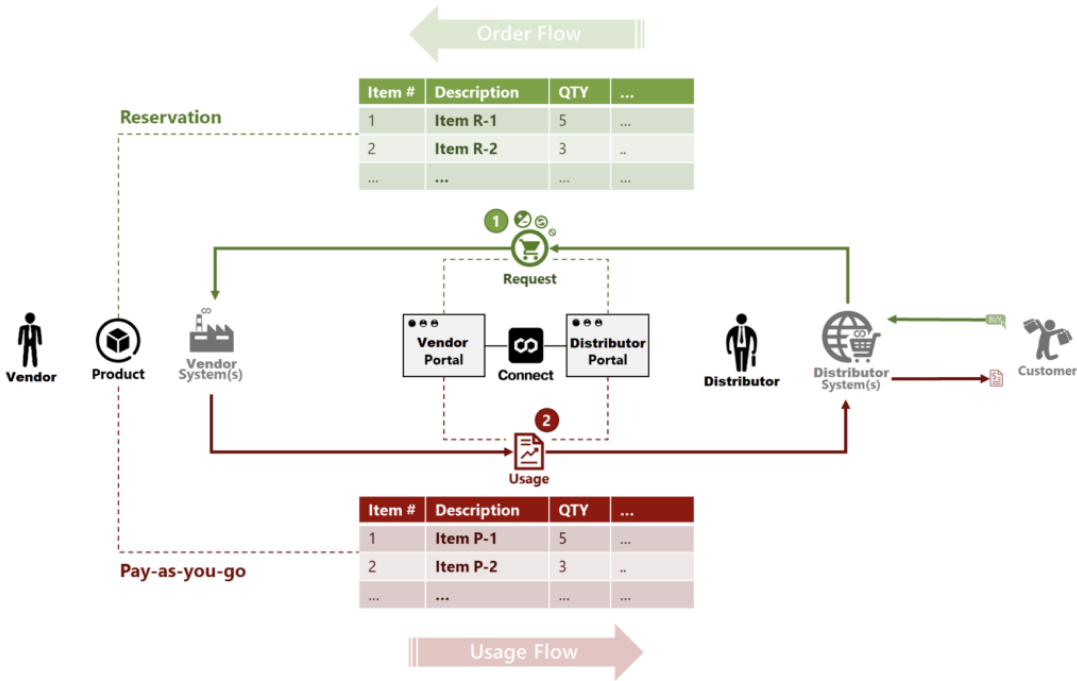 Order Flow
Item # Description QTY ...
1 Item R-1 5 ...
2 Item R-2 3 ..
... ... ... ...
Reservation
1
Request
Vendor
Product
Vendor
System(s)
Vendor
Portal
Connect
Distributor
Portal
Distributor
Distributor
System(s)
BUY
Customer
2
Usage
Item # Description QTY ...
1 Item P-1 5 ...
2 Item P-2 3 ..
... ... ... ...
Pay-as-you-go
Usage Flow